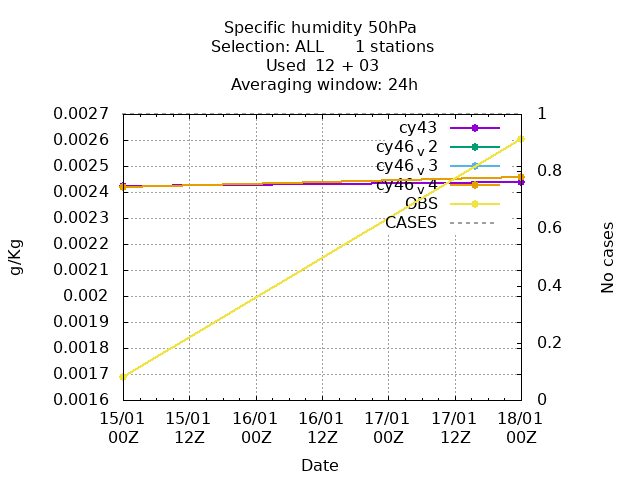 Specific humidity 50hPa
Selection: ALL      1 stations
Used  12 + 03
Averaging window: 24h
0.0027
0.0026
0.0025
0.0024
0.0023
0.0022
0.0021
0.002
0.0019
0.0018
0.0017
0.0016
g/Kg
cy43
cy46v2
cy46v3
cy46v4
OBS
CASES
1
0.8
0.6
0.4
0.2
0
No cases
15/01 00Z
15/01 12Z
16/01 00Z
16/01 12Z
17/01 00Z
17/01 12Z
18/01 00Z
Date